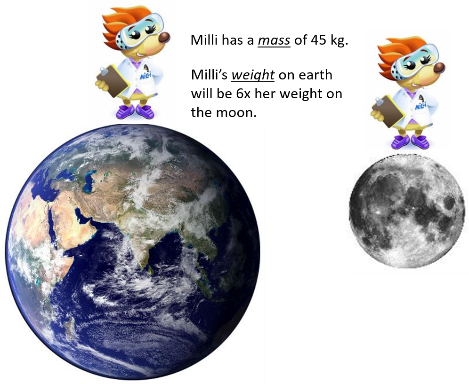 Milli has a mass of 45 kg.
Milli's weight on earth
will be 6x her weight on
the moon.